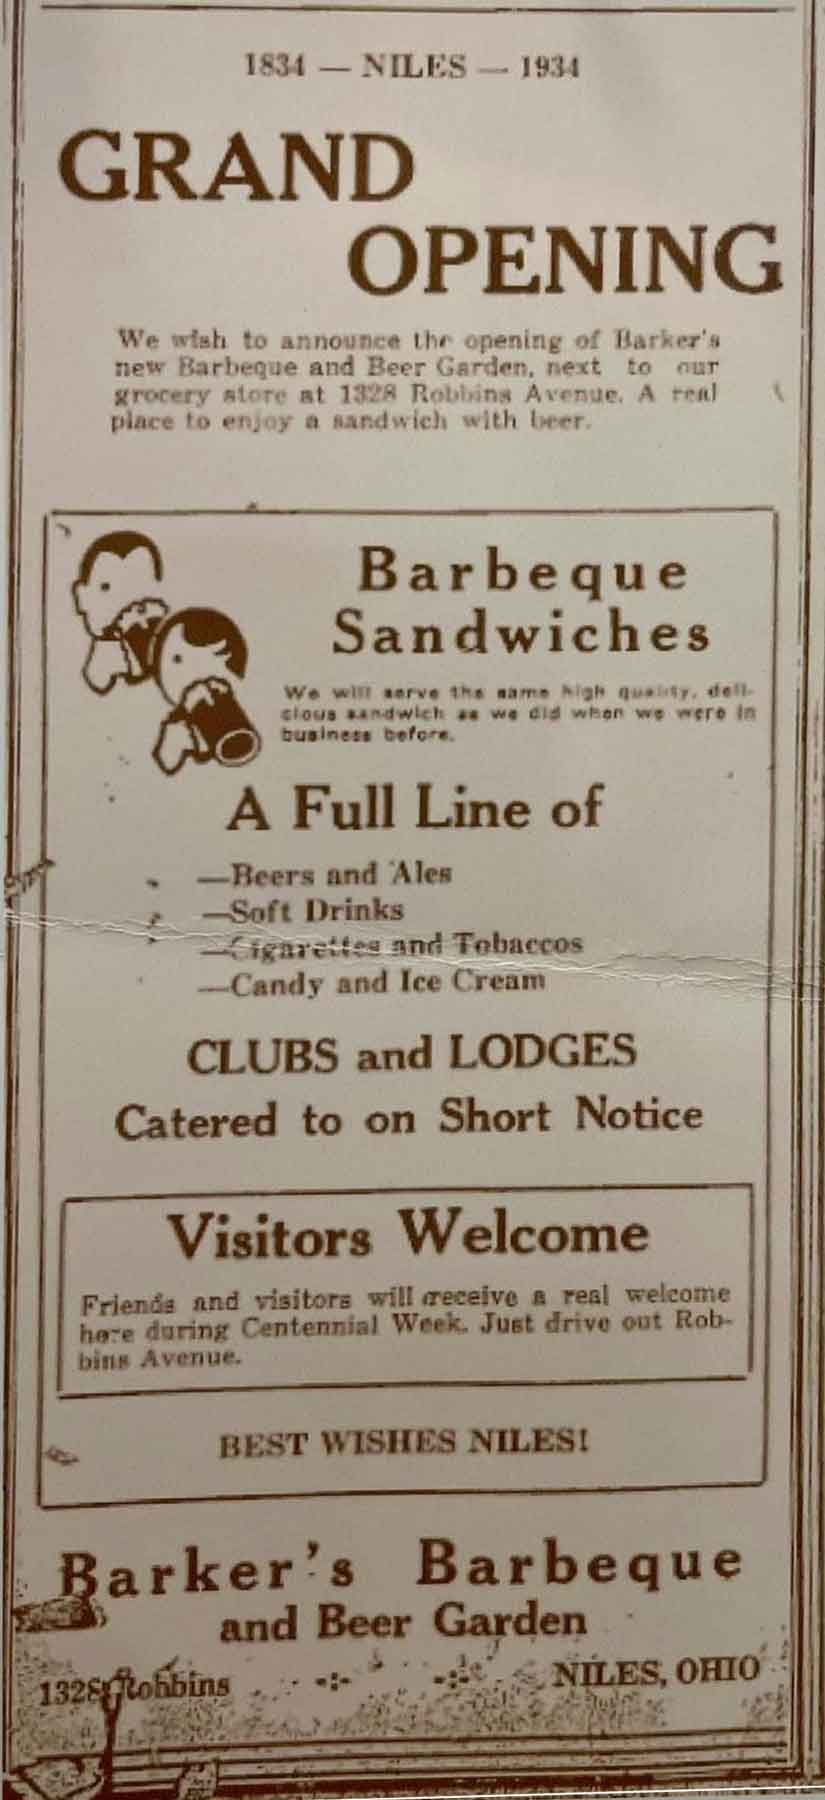 1834 — NILES — 1934
GRAND
OPENING
We wish to announce the opening of Barker's
new Barbeque and Beer Garden, next to our
grocery store at 1328 Robbins Avenue. A real
place to enjoy a sandwich with beer.
Barbeque
Sandwiches
We will serve the same high quality, deli-
cious sandwich as we did when we were in
business before.
A Full Line of
—Beers and Ales
—Soft Drinks
—Cigarettes and Tobaccos
—Candy and Ice Cream
CLUBS and LODGES
Catered to on Short Notice
Visitors Welcome
Friends and visitors will receive a real welcome
here during Centennial Week. Just drive out Rob-
bins Avenue.
BEST WISHES NILES!
Barker's Barbeque
and Beer Garden
1328 Robbins -:- -:- NILES, OHIO